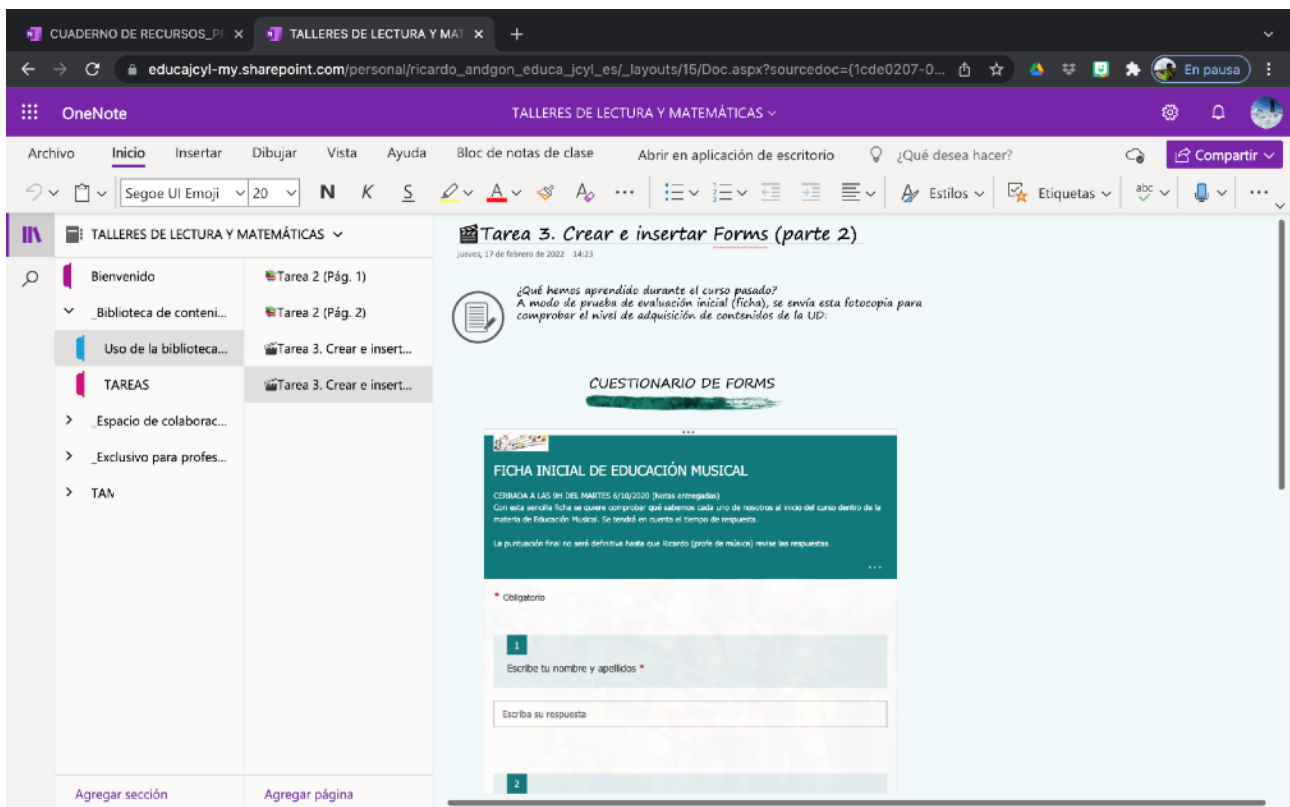 CUADERNO DE RECURSOS_PF
TALLERES DE LECTURA Y MAT
educajcyl-my.sharepoint.com/personal/ricardo_andgon_educa_jcyl_es/_layouts/15/Doc.aspx?sourcedoc={1cde0207-0...
En pausa
OneNote
TALLERES DE LECTURA Y MATEMÁTICAS
Archivo Inicio Insertar Dibujar Vista Ayuda Bloc de notas de clase Abrir en aplicación de escritorio ¿Qué desea hacer? Compartir
Segoe UI Emoji 20 N K S A Estilos Etiquetas abc
TALLERES DE LECTURA Y MATEMÁTICAS
Bienvenido
_Biblioteca de conteni...
Uso de la biblioteca...
TAREAS
_Espacio de colaborac...
_Exclusivo para profes...
TAN
Agregar sección
Tarea 2 (Pág. 1)
Tarea 2 (Pág. 2)
Tarea 3. Crear e insert...
Tarea 3. Crear e insert...
Agregar página
Tarea 3. Crear e insertar Forms (parte 2)
jueves, 17 de febrero de 2022 14:23
¿Qué hemos aprendido durante el curso pasado?
A modo de prueba de evaluación inicial (ficha), se envía esta fotocopia para
comprobar el nivel de adquisición de contenidos de la UD:
CUESTIONARIO DE FORMS
FICHA INICIAL DE EDUCACIÓN MUSICAL
CERRADA A LAS 9H DEL MARTES 6/10/2020 (Notas entregadas)
Con esta sencilla ficha se quiere comprobar qué sabemos cada uno de nosotros al inicio del curso dentro de la
materia de Educación Musical. Se tendrá en cuenta el tiempo de respuesta.
La puntuación final no será definitiva hasta que Ricardo (profe de música) revise las respuestas.
* Obligatorio
1
Escribe tu nombre y apellidos *
Escriba su respuesta
2